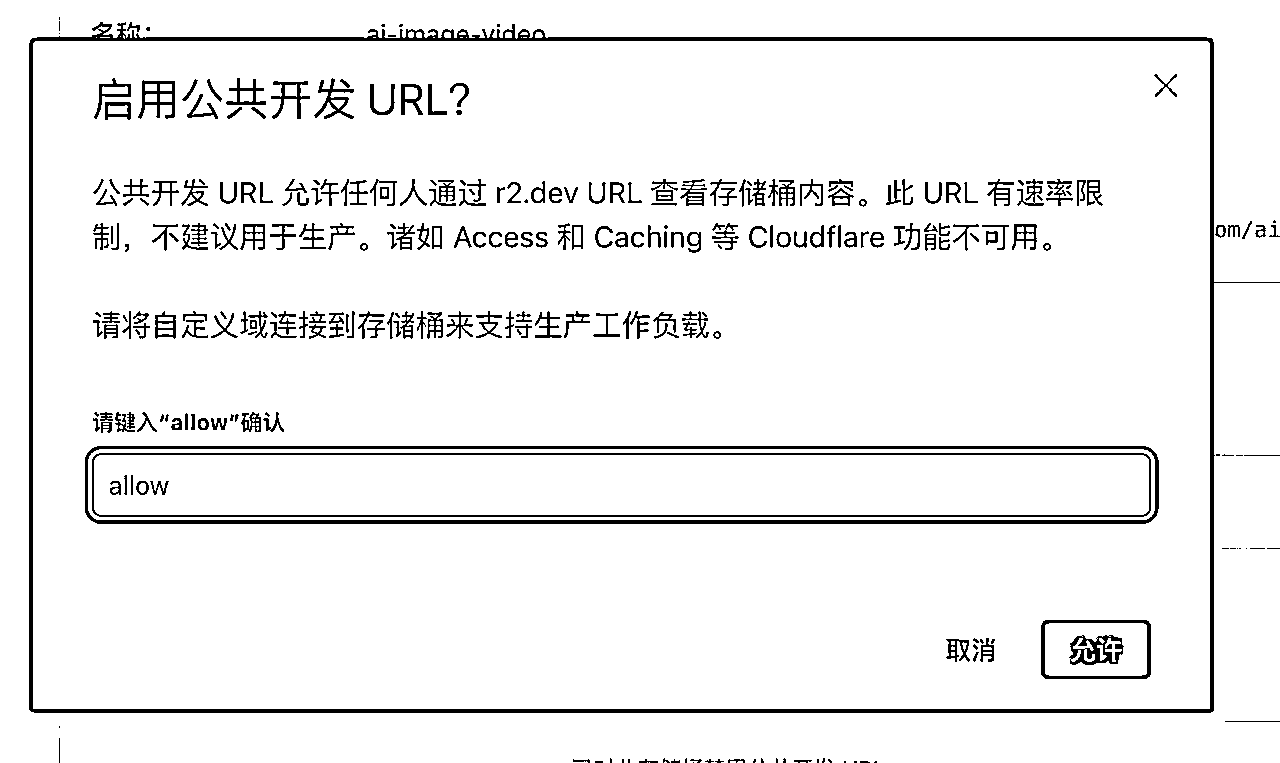 名称： ai-image-video
启用公共开发 URL？
公共开发 URL 允许任何人通过 r2.dev URL 查看存储桶内容。此 URL 有速率限
制，不建议用于生产。诸如 Access 和 Caching 等 Cloudflare 功能不可用。
om/ai
请将自定义域连接到存储桶来支持生产工作负载。
请键入“allow”确认
allow
取消 允许